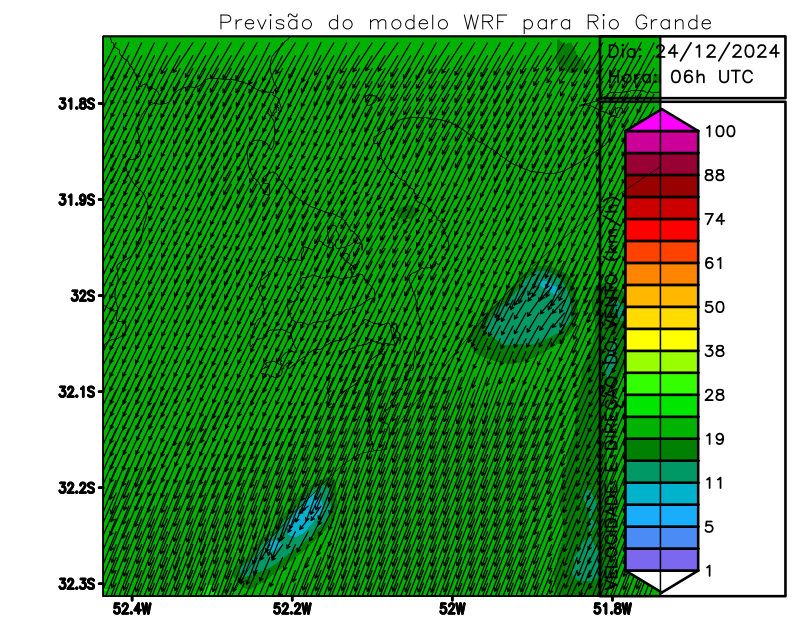 Previsão do modelo WRF para Rio Grande
Dia: 24/12/2024
Hora: 06h UTC
31.8S
31.9S
32S
32.1S
32.2S
32.3S
52.4W
52.2W
52W
51.8W
100
88
74
61
50
38
28
19
11
5
1
VELOCIDADE E DIREÇÃO DO VENTO (km/h)